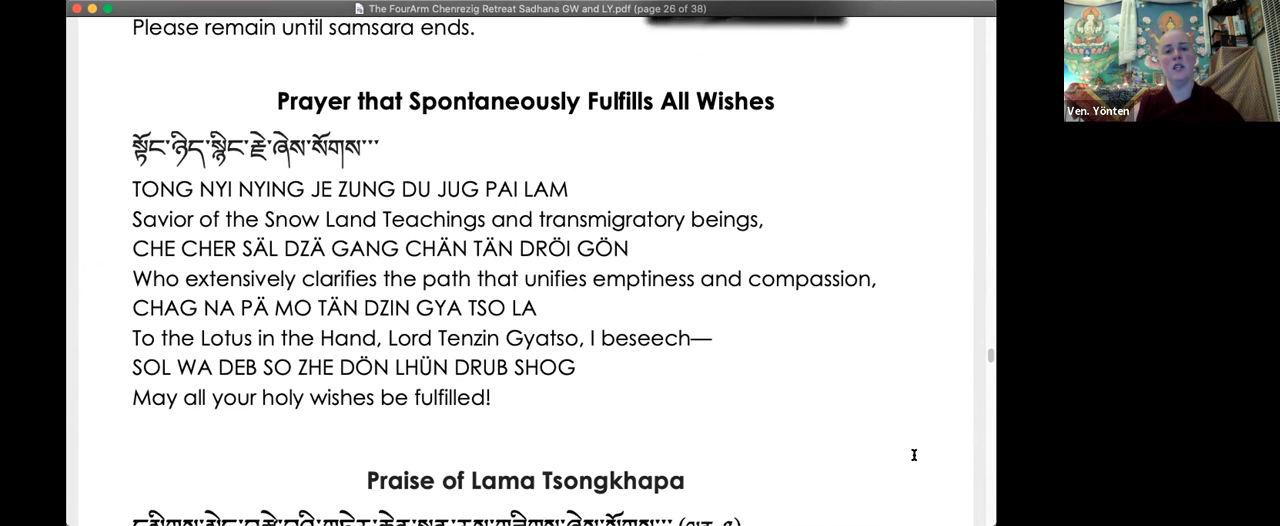 The FourArm Chenrezig Retreat Sadhana GW and LY.pdf (page 26 of 38)
Please remain until samsara ends.
Ven. Yönten
Prayer that Spontaneously Fulfills All Wishes
སྟོང་ཉིད་སྙིང་རྗེ་ཞེས་སོགས་་་
TONG NYI NYING JE ZUNG DU JUG PAI LAM
Savior of the Snow Land Teachings and transmigratory beings,
CHE CHER SÄL DZÄ GANG CHÄN TÄN DRÖI GÖN
Who extensively clarifies the path that unifies emptiness and compassion,
CHAG NA PÄ MO TÄN DZIN GYA TSO LA
To the Lotus in the Hand, Lord Tenzin Gyatso, I beseech—
SOL WA DEB SO ZHE DÖN LHÜN DRUB SHOG
May all your holy wishes be fulfilled!
Praise of Lama Tsongkhapa